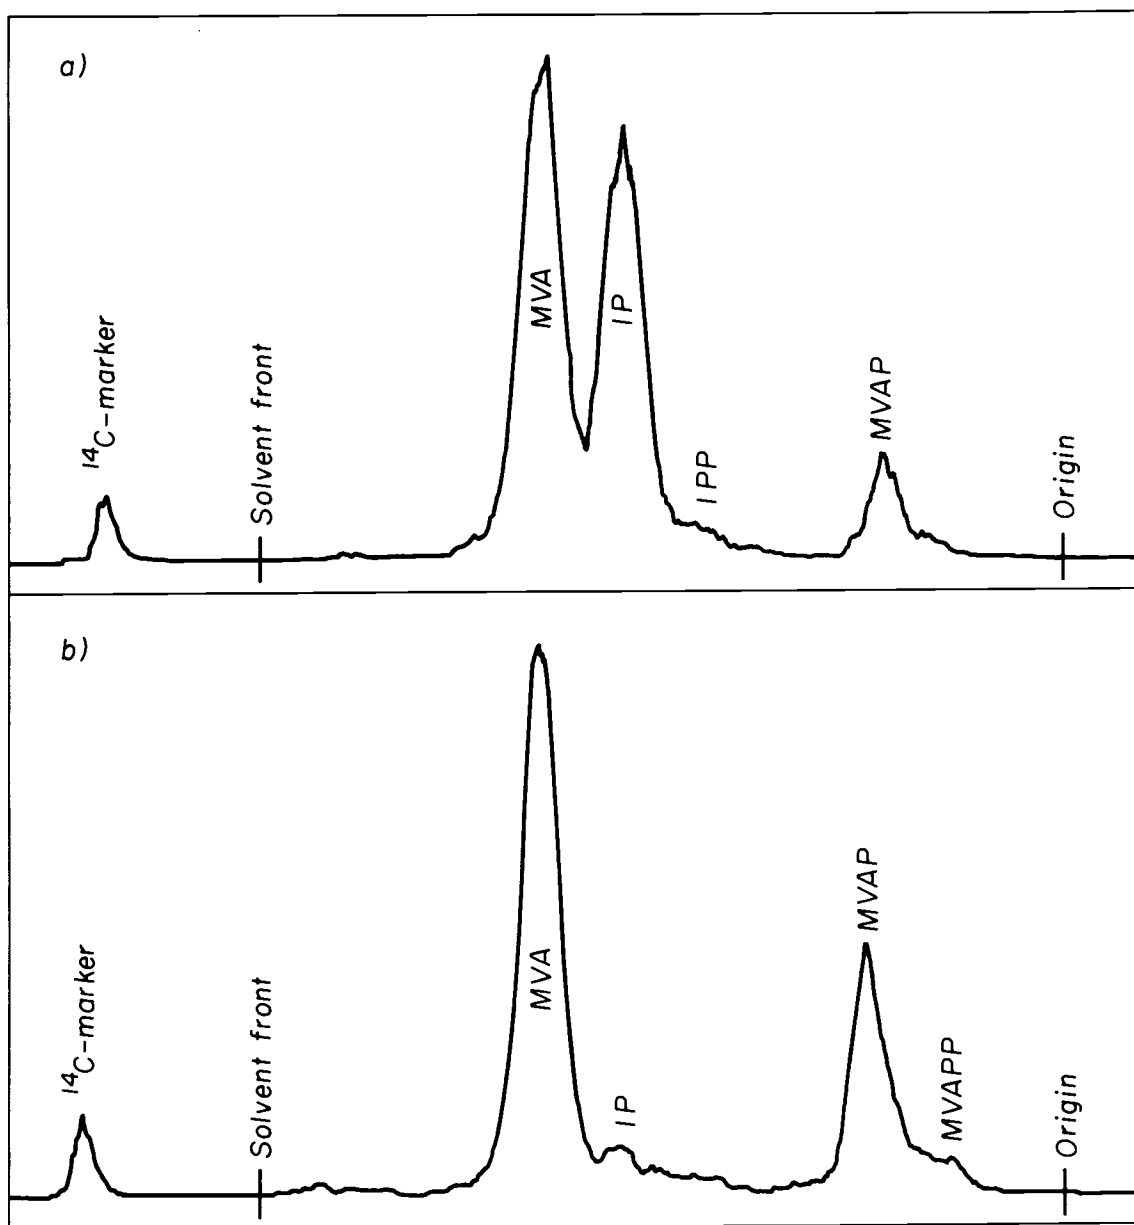 a)
¹⁴C-marker
Solvent front
MVA
IP
IPP
MVAP
Origin
b)
¹⁴C-marker
Solvent front
MVA
IP
MVAP
MVAPP
Origin